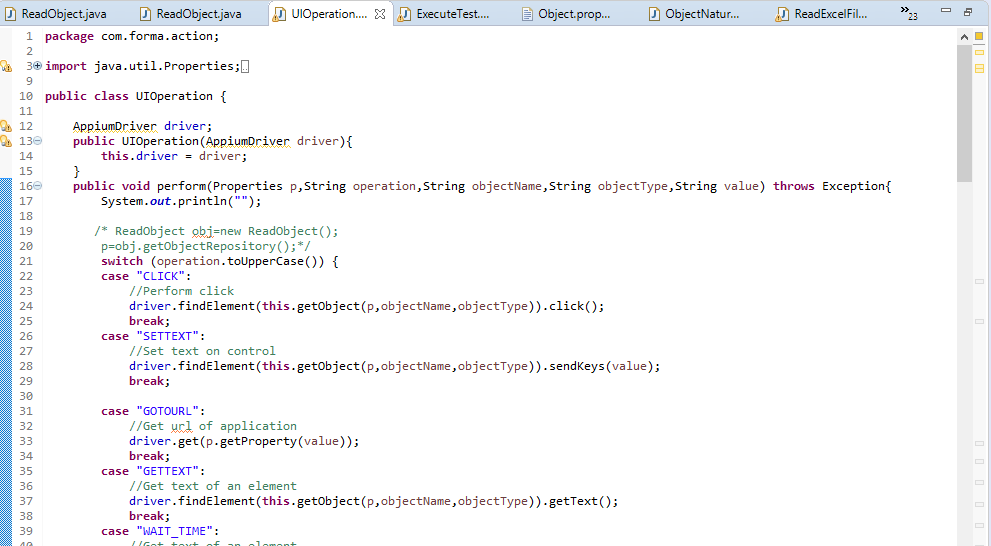 ReadObject.java ReadObject.java UIOperation.... ExecuteTest.... Object.prop... ObjectNatur... ReadExcelFil... »23
1 package com.forma.action;
2
3 import java.util.Properties;
9
10 public class UIOperation {
11
12 AppiumDriver driver;
13 public UIOperation(AppiumDriver driver){
14 this.driver = driver;
15 }
16 public void perform(Properties p,String operation,String objectName,String objectType,String value) throws Exception{
17 System.out.println("");
18
19 /* ReadObject obj=new ReadObject();
20 p=obj.getObjectRepository();*/
21 switch (operation.toUpperCase()) {
22 case "CLICK":
23 //Perform click
24 driver.findElement(this.getObject(p,objectName,objectType)).click();
25 break;
26 case "SETTEXT":
27 //Set text on control
28 driver.findElement(this.getObject(p,objectName,objectType)).sendKeys(value);
29 break;
30
31 case "GOTOURL":
32 //Get url of application
33 driver.get(p.getProperty(value));
34 break;
35 case "GETTEXT":
36 //Get text of an element
37 driver.findElement(this.getObject(p,objectName,objectType)).getText();
38 break;
39 case "WAIT_TIME":
40 //Get text of an element